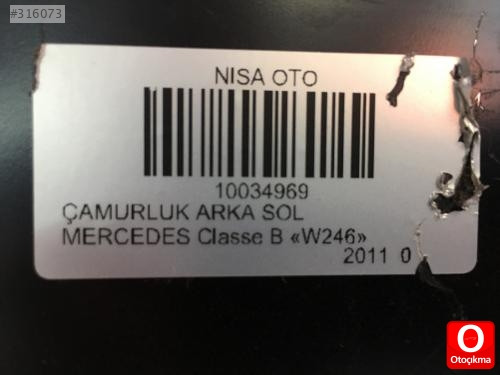 #316073
NISA OTO
10034969
ÇAMURLUK ARKA SOL
MERCEDES Classe B «W246»
2011 0
O
Otoçıkma